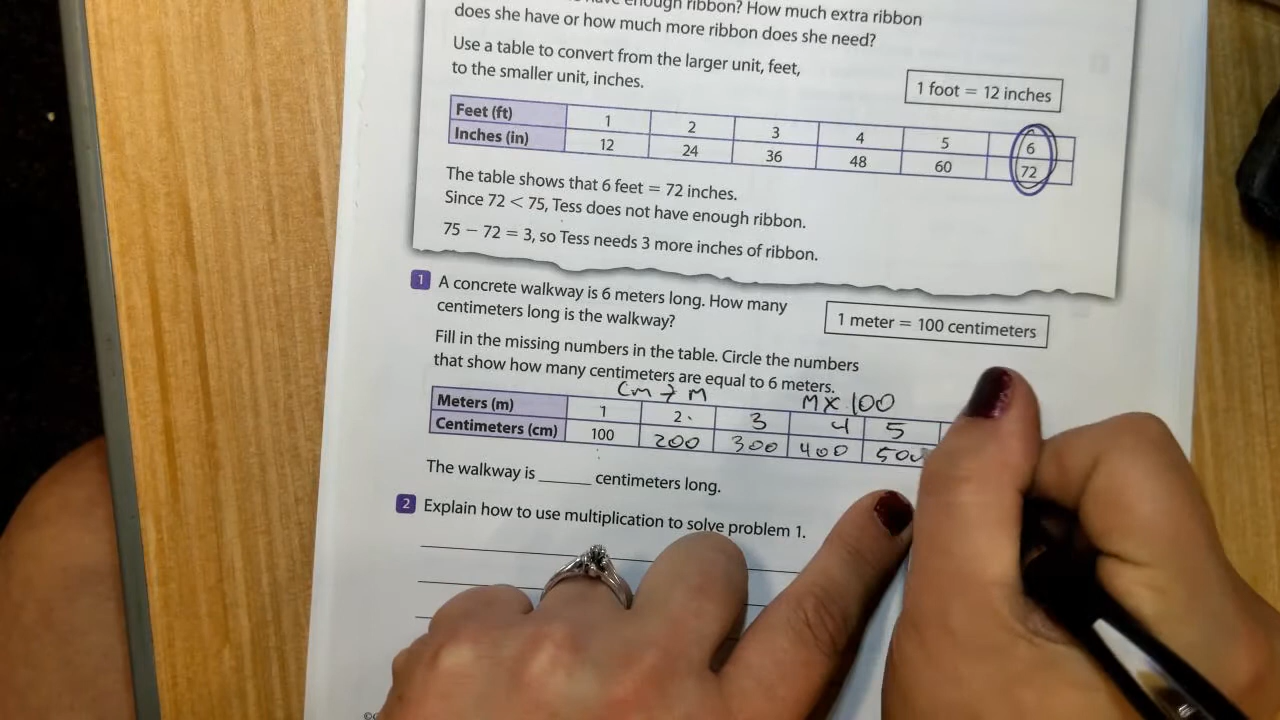 have enough ribbon? How much extra ribbon
does she have or how much more ribbon does she need?
Use a table to convert from the larger unit, feet,
to the smaller unit, inches.
1 foot = 12 inches
Feet (ft) 1 2 3 4 5 6
Inches (in) 12 24 36 48 60 72
The table shows that 6 feet = 72 inches.
Since 72 < 75, Tess does not have enough ribbon.
75 − 72 = 3, so Tess needs 3 more inches of ribbon.
1 A concrete walkway is 6 meters long. How many
centimeters long is the walkway?
1 meter = 100 centimeters
Fill in the missing numbers in the table. Circle the numbers
that show how many centimeters are equal to 6 meters.
Cm → M M × 100
Meters (m) 1 2 3 4 5
Centimeters (cm) 100 200 300 400 500
The walkway is ______ centimeters long.
2 Explain how to use multiplication to solve problem 1.